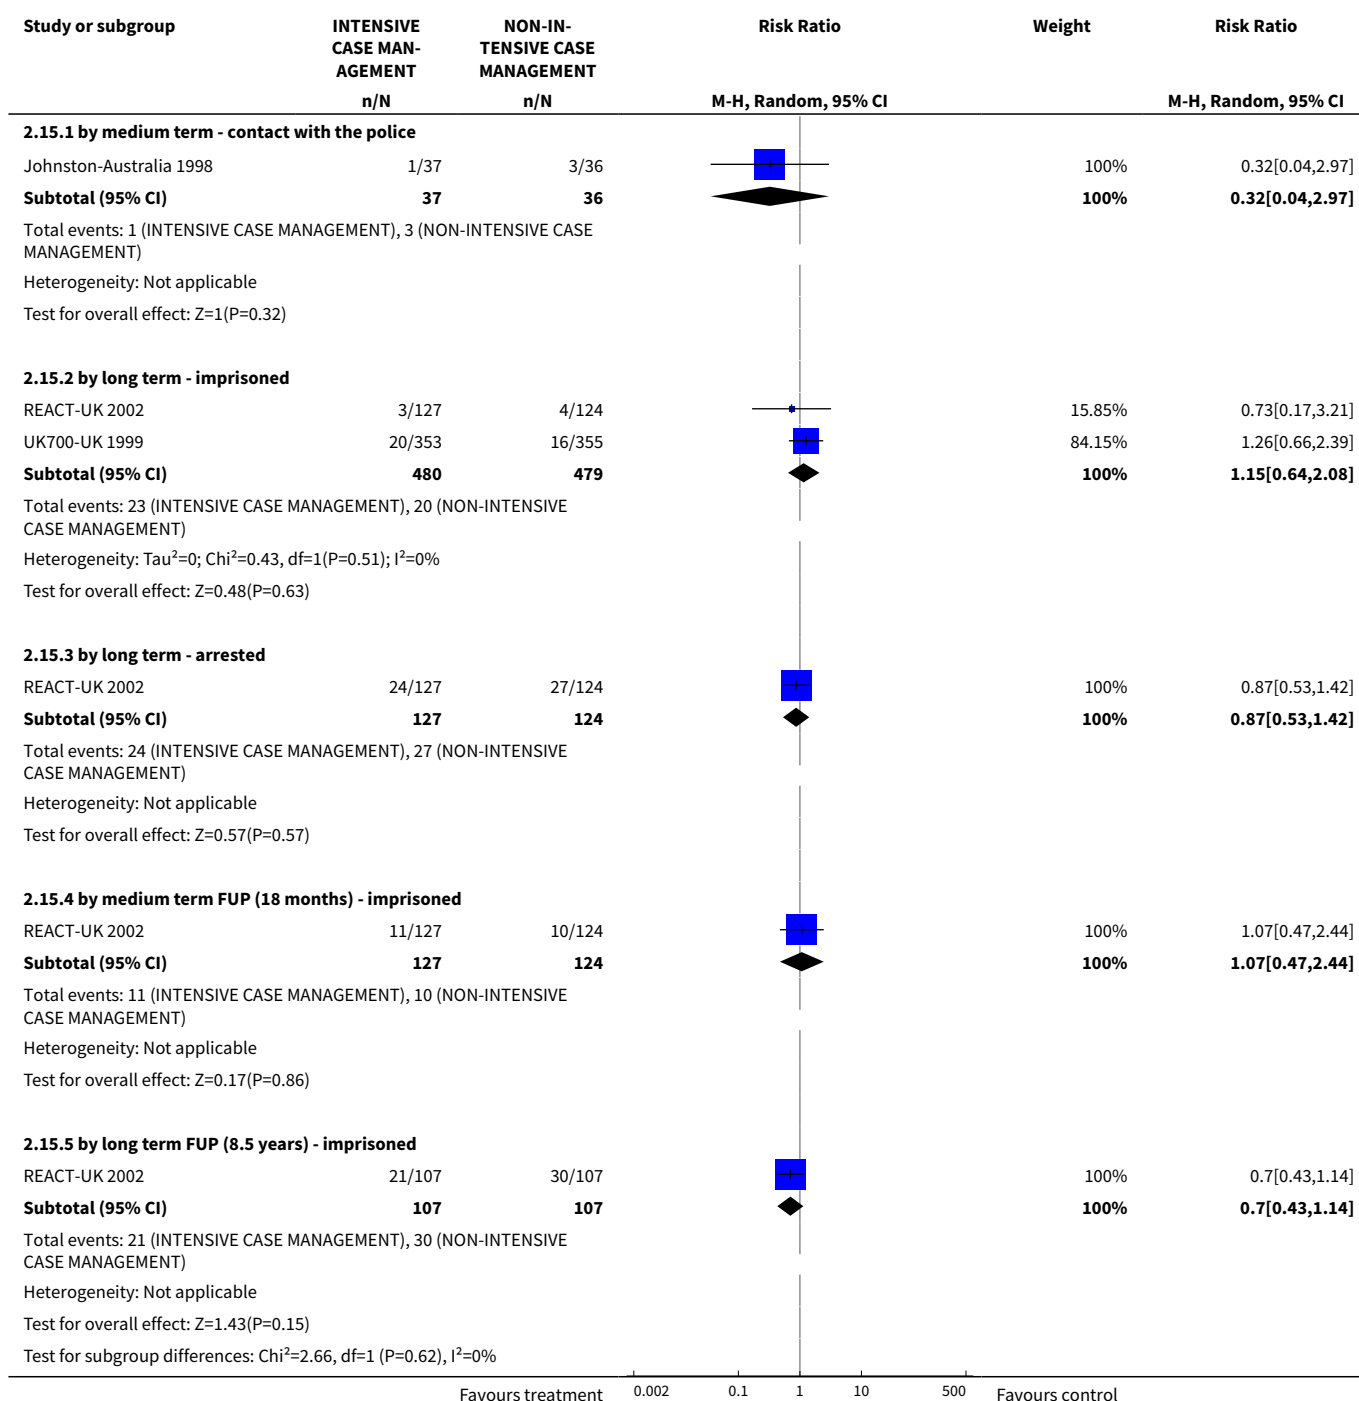 Study or subgroup INTENSIVE CASE MAN-AGEMENT NON-IN-TENSIVE CASE MANAGEMENT Risk Ratio Weight Risk Ratio
n/N n/N M-H, Random, 95% CI M-H, Random, 95% CI
2.15.1 by medium term - contact with the police
Johnston-Australia 1998 1/37 3/36 100% 0.32[0.04,2.97]
Subtotal (95% CI) 37 36 100% 0.32[0.04,2.97]
Total events: 1 (INTENSIVE CASE MANAGEMENT), 3 (NON-INTENSIVE CASE
MANAGEMENT)
Heterogeneity: Not applicable
Test for overall effect: Z=1(P=0.32)
2.15.2 by long term - imprisoned
REACT-UK 2002 3/127 4/124 15.85% 0.73[0.17,3.21]
UK700-UK 1999 20/353 16/355 84.15% 1.26[0.66,2.39]
Subtotal (95% CI) 480 479 100% 1.15[0.64,2.08]
Total events: 23 (INTENSIVE CASE MANAGEMENT), 20 (NON-INTENSIVE
CASE MANAGEMENT)
Heterogeneity: Tau²=0; Chi²=0.43, df=1(P=0.51); I²=0%
Test for overall effect: Z=0.48(P=0.63)
2.15.3 by long term - arrested
REACT-UK 2002 24/127 27/124 100% 0.87[0.53,1.42]
Subtotal (95% CI) 127 124 100% 0.87[0.53,1.42]
Total events: 24 (INTENSIVE CASE MANAGEMENT), 27 (NON-INTENSIVE
CASE MANAGEMENT)
Heterogeneity: Not applicable
Test for overall effect: Z=0.57(P=0.57)
2.15.4 by medium term FUP (18 months) - imprisoned
REACT-UK 2002 11/127 10/124 100% 1.07[0.47,2.44]
Subtotal (95% CI) 127 124 100% 1.07[0.47,2.44]
Total events: 11 (INTENSIVE CASE MANAGEMENT), 10 (NON-INTENSIVE
CASE MANAGEMENT)
Heterogeneity: Not applicable
Test for overall effect: Z=0.17(P=0.86)
2.15.5 by long term FUP (8.5 years) - imprisoned
REACT-UK 2002 21/107 30/107 100% 0.7[0.43,1.14]
Subtotal (95% CI) 107 107 100% 0.7[0.43,1.14]
Total events: 21 (INTENSIVE CASE MANAGEMENT), 30 (NON-INTENSIVE
CASE MANAGEMENT)
Heterogeneity: Not applicable
Test for overall effect: Z=1.43(P=0.15)
Test for subgroup differences: Chi²=2.66, df=1 (P=0.62), I²=0%
Favours treatment 0.002 0.1 1 10 500 Favours control